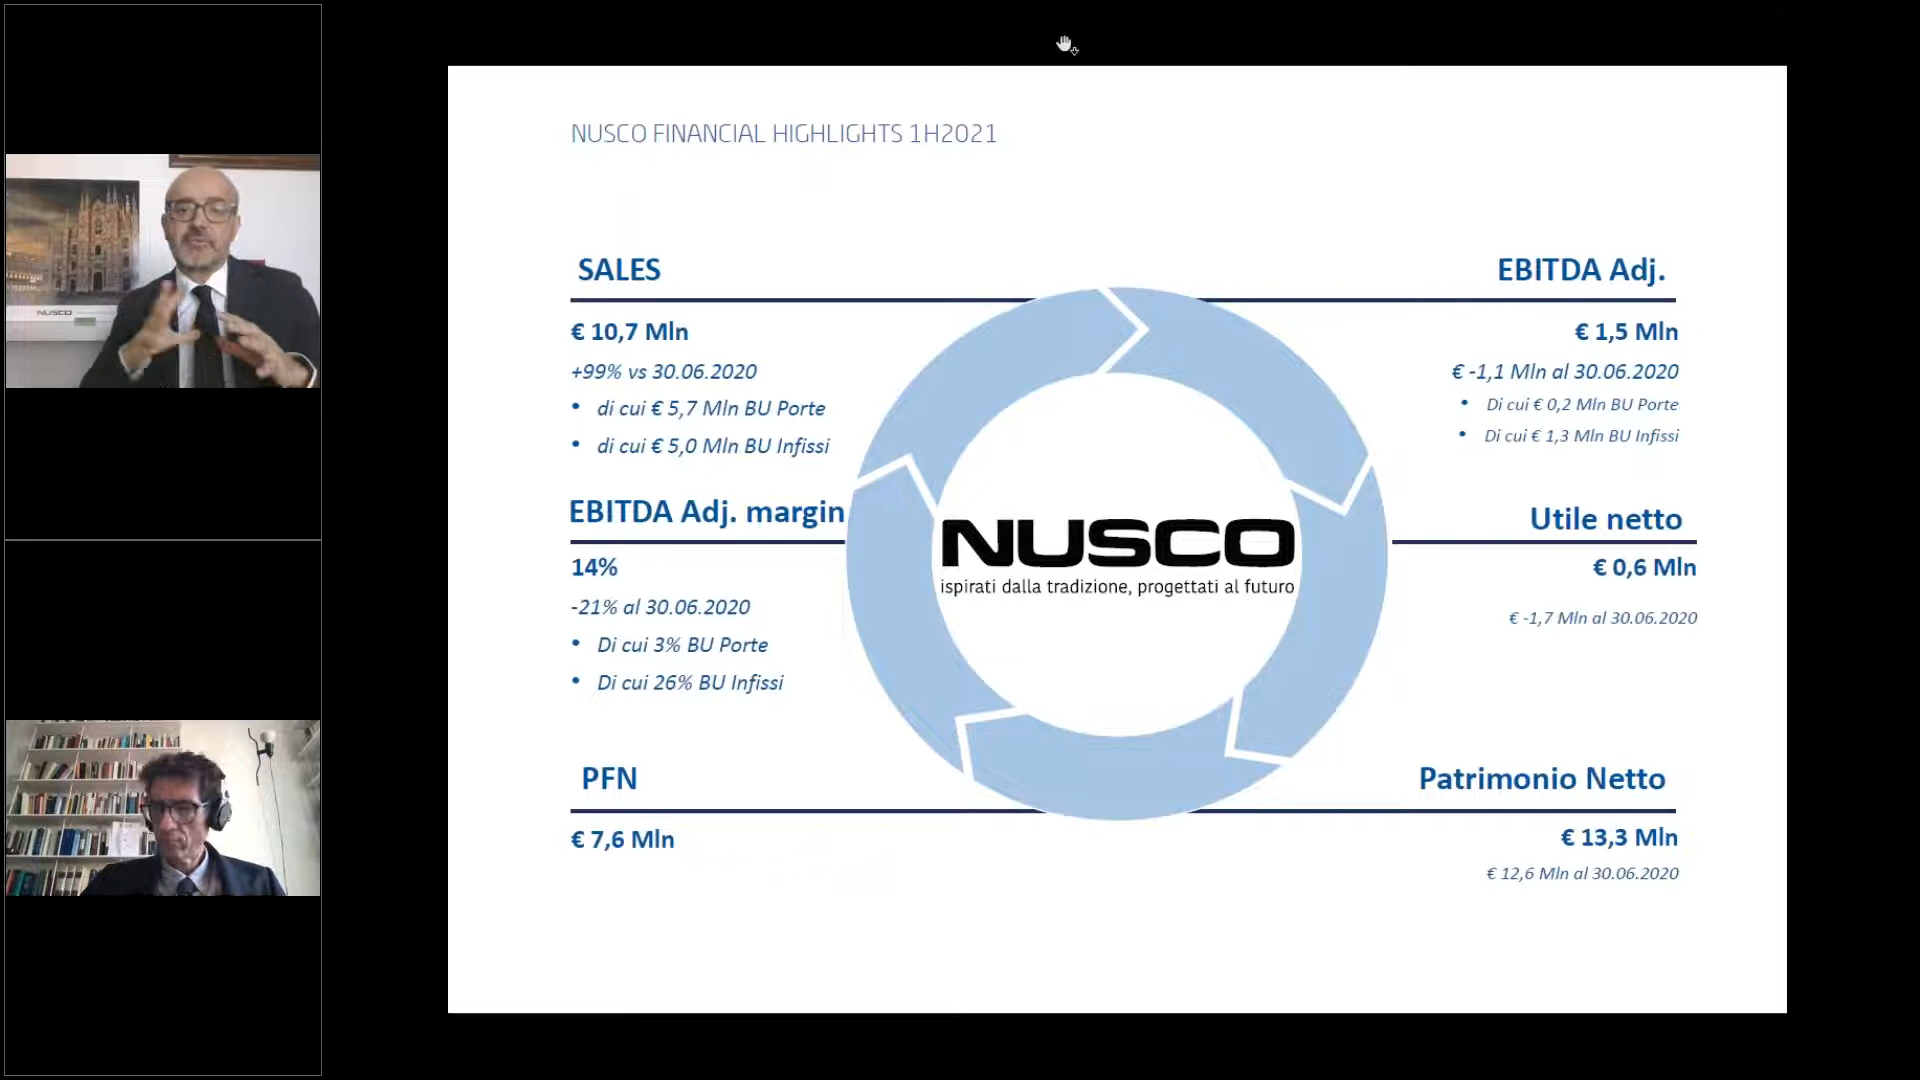 NUSCO FINANCIAL HIGHLIGHTS 1H2021
SALES
€ 10,7 Mln
+99% vs 30.06.2020
• di cui € 5,7 Mln BU Porte
• di cui € 5,0 Mln BU Infissi
EBITDA Adj.
€ 1,5 Mln
€ -1,1 Mln al 30.06.2020
• Di cui € 0,2 Mln BU Porte
• Di cui € 1,3 Mln BU Infissi
EBITDA Adj. margin
14%
-21% al 30.06.2020
• Di cui 3% BU Porte
• Di cui 26% BU Infissi
NUSCO
ispirati dalla tradizione, progettati al futuro
Utile netto
€ 0,6 Mln
€ -1,7 Mln al 30.06.2020
PFN
€ 7,6 Mln
Patrimonio Netto
€ 13,3 Mln
€ 12,6 Mln al 30.06.2020
NUSCO